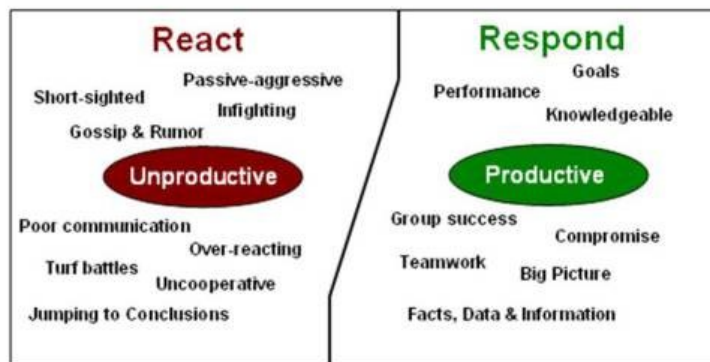 React
Passive-aggressive
Short-sighted
Infighting
Gossip & Rumor
Unproductive
Poor communication
Over-reacting
Turf battles
Uncooperative
Jumping to Conclusions
Respond
Goals
Performance
Knowledgeable
Productive
Group success
Compromise
Teamwork
Big Picture
Facts, Data & Information